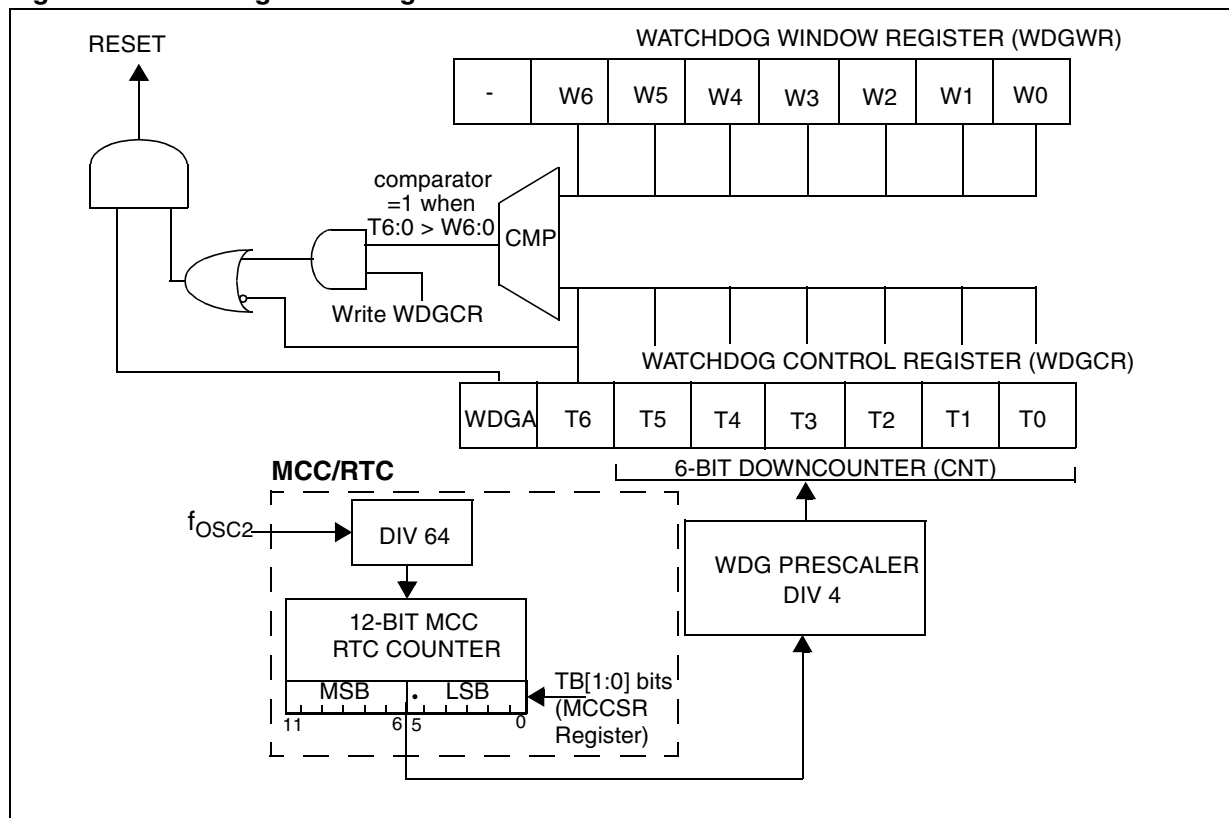 RESET
WATCHDOG WINDOW REGISTER (WDGWR)
- W6 W5 W4 W3 W2 W1 W0
comparator
=1 when
T6:0 > W6:0
CMP
Write WDGCR
WATCHDOG CONTROL REGISTER (WDGCR)
WDGA T6 T5 T4 T3 T2 T1 T0
6-BIT DOWNCOUNTER (CNT)
MCC/RTC
fOSC2
DIV 64
WDG PRESCALER
DIV 4
12-BIT MCC
RTC COUNTER
MSB LSB
11 6 5 0
TB[1:0] bits
(MCCSR
Register)